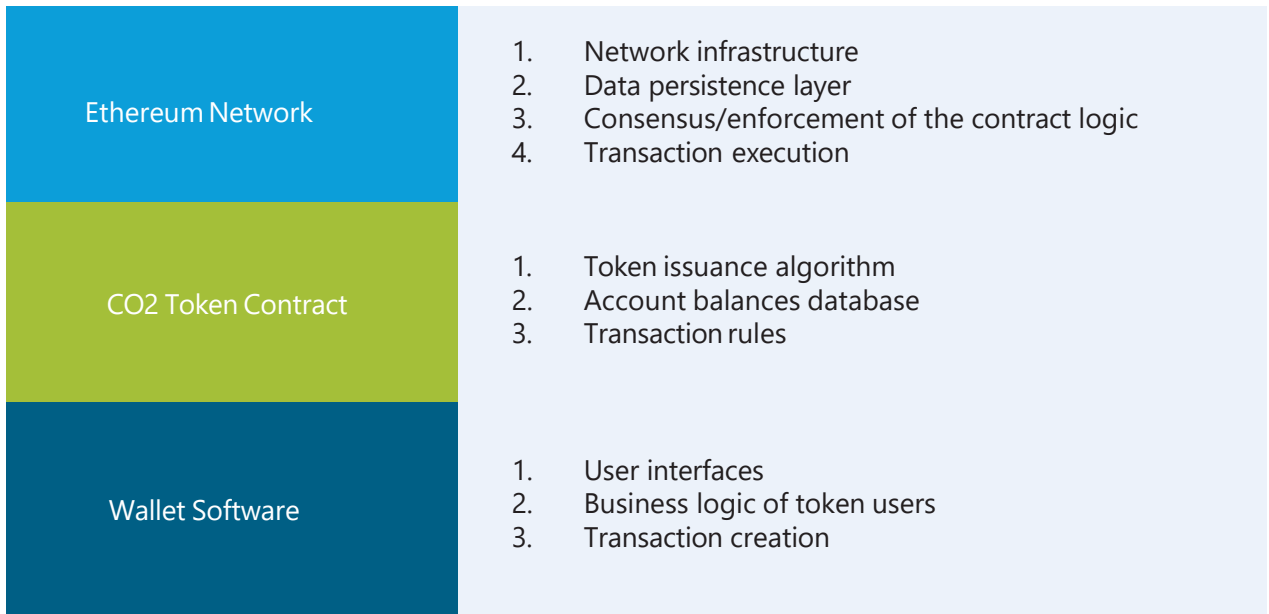 Ethereum Network
1. Network infrastructure
2. Data persistence layer
3. Consensus/enforcement of the contract logic
4. Transaction execution
CO2 Token Contract
1. Token issuance algorithm
2. Account balances database
3. Transaction rules
Wallet Software
1. User interfaces
2. Business logic of token users
3. Transaction creation